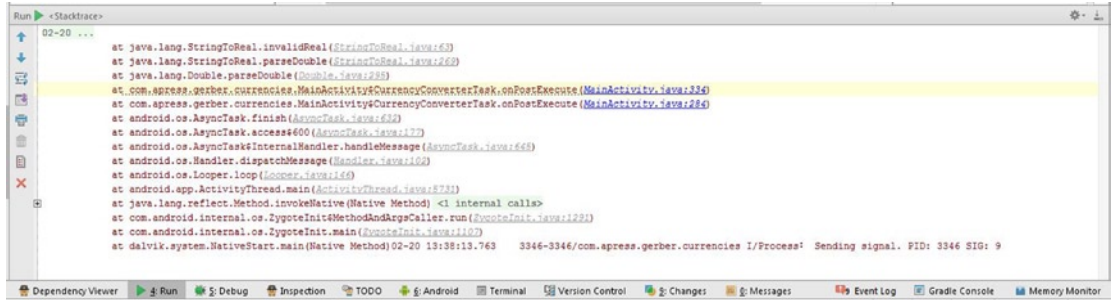 Run <Stacktrace>
02-20 ...
at java.lang.StringToReal.invalidReal(StringToReal.java:63)
at java.lang.StringToReal.parseDouble(StringToReal.java:269)
at java.lang.Double.parseDouble(Double.java:295)
at com.apress.gerber.currencies.MainActivity$CurrencyConverterTask.onPostExecute(MainActivity.java:334)
at com.apress.gerber.currencies.MainActivity$CurrencyConverterTask.onPostExecute(MainActivity.java:284)
at android.os.AsyncTask.finish(AsyncTask.java:632)
at android.os.AsyncTask.access$600(AsyncTask.java:177)
at android.os.AsyncTask$InternalHandler.handleMessage(AsyncTask.java:645)
at android.os.Handler.dispatchMessage(Handler.java:102)
at android.os.Looper.loop(Looper.java:146)
at android.app.ActivityThread.main(ActivityThread.java:5731)
at java.lang.reflect.Method.invokeNative(Native Method) <1 internal calls>
at com.android.internal.os.ZygoteInit$MethodAndArgsCaller.run(ZygoteInit.java:1291)
at com.android.internal.os.ZygoteInit.main(ZygoteInit.java:1107)
at dalvik.system.NativeStart.main(Native Method)02-20 13:38:13.763 3346-3346/com.apress.gerber.currencies I/Process: Sending signal. PID: 3346 SIG: 9
Dependency Viewer 4: Run 5: Debug Inspection TODO 6: Android Terminal Version Control 9: Changes 0: Messages Event Log Gradle Console Memory Monitor